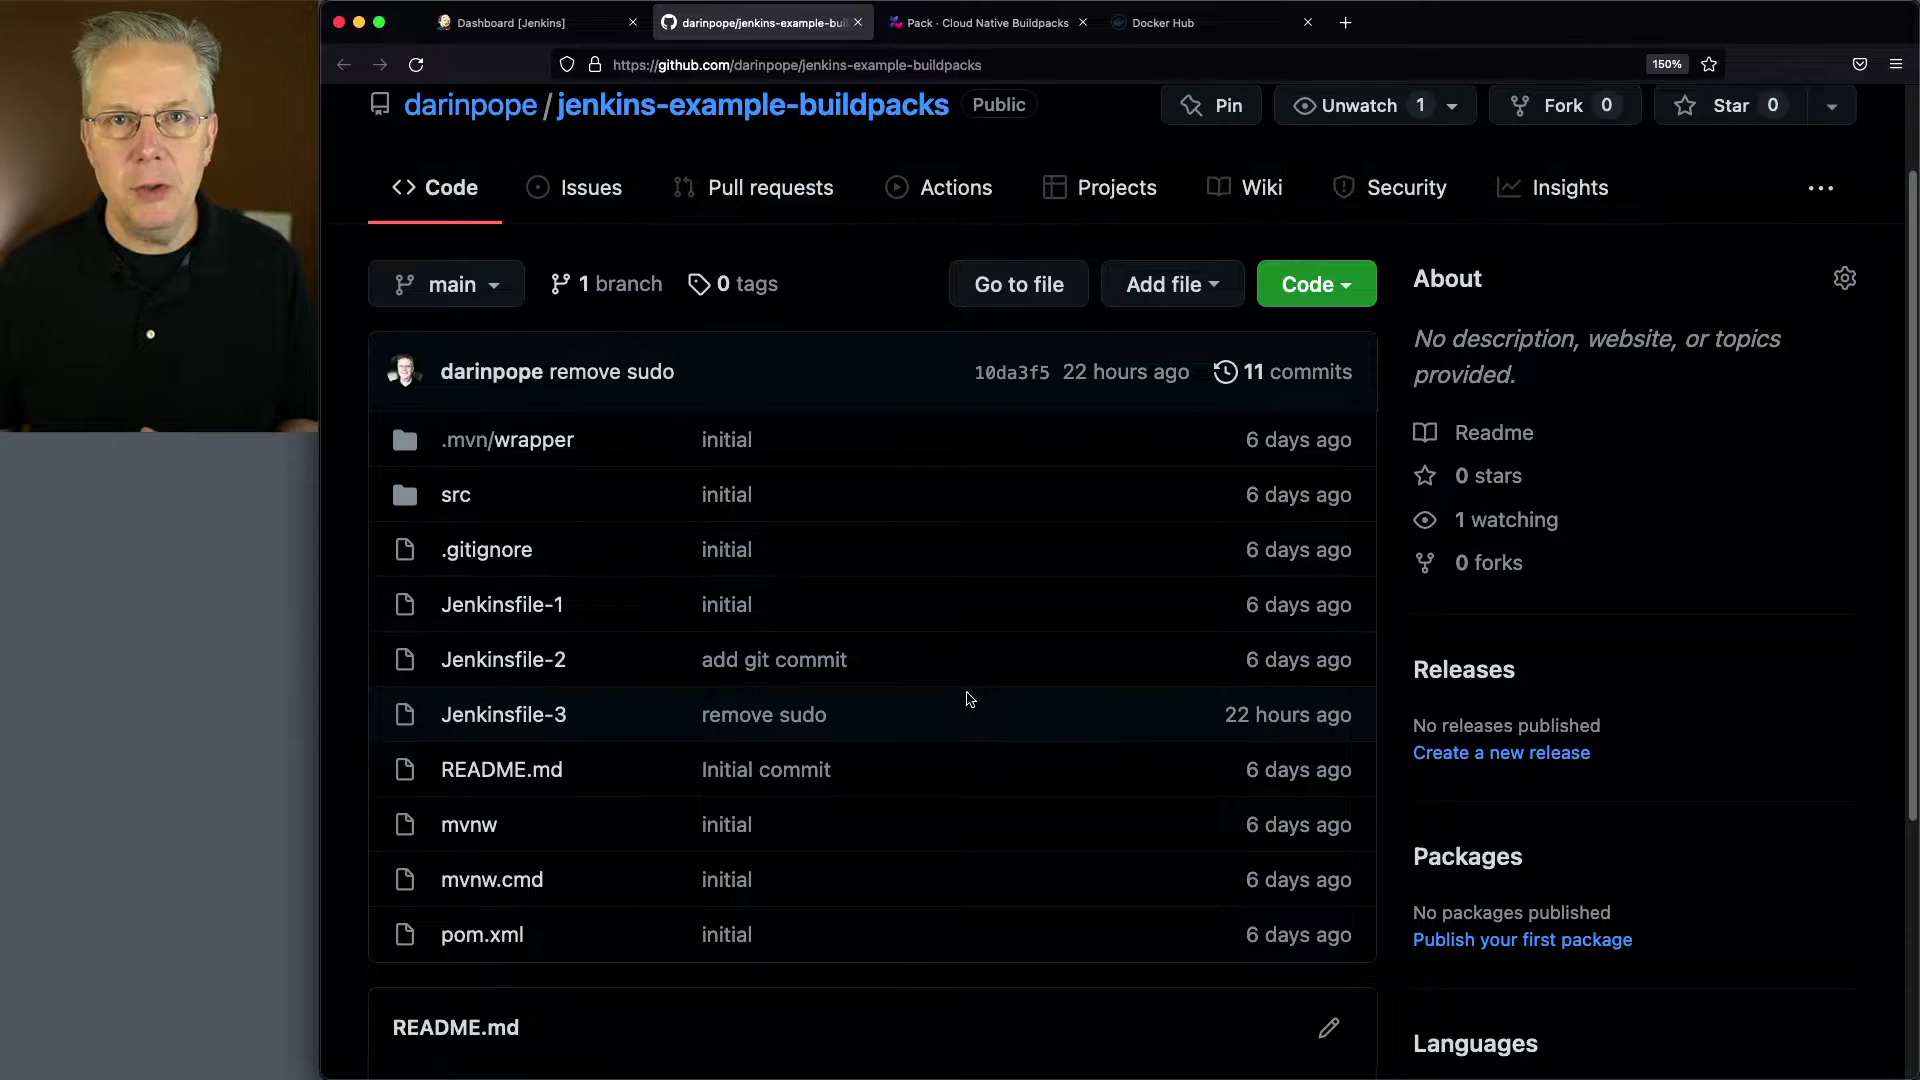 Dashboard [Jenkins]
darinpope/jenkins-example-buil
Pack · Cloud Native Buildpacks
Docker Hub
https://github.com/darinpope/jenkins-example-buildpacks
150%
darinpope / jenkins-example-buildpacks Public
Pin
Unwatch 1
Fork 0
Star 0
Code
Issues
Pull requests
Actions
Projects
Wiki
Security
Insights
main
1 branch
0 tags
Go to file
Add file
Code
darinpope remove sudo 10da3f5 22 hours ago 11 commits
.mvn/wrapper initial 6 days ago
src initial 6 days ago
.gitignore initial 6 days ago
Jenkinsfile-1 initial 6 days ago
Jenkinsfile-2 add git commit 6 days ago
Jenkinsfile-3 remove sudo 22 hours ago
README.md Initial commit 6 days ago
mvnw initial 6 days ago
mvnw.cmd initial 6 days ago
pom.xml initial 6 days ago
README.md
About
No description, website, or topics
provided.
Readme
0 stars
1 watching
0 forks
Releases
No releases published
Create a new release
Packages
No packages published
Publish your first package
Languages